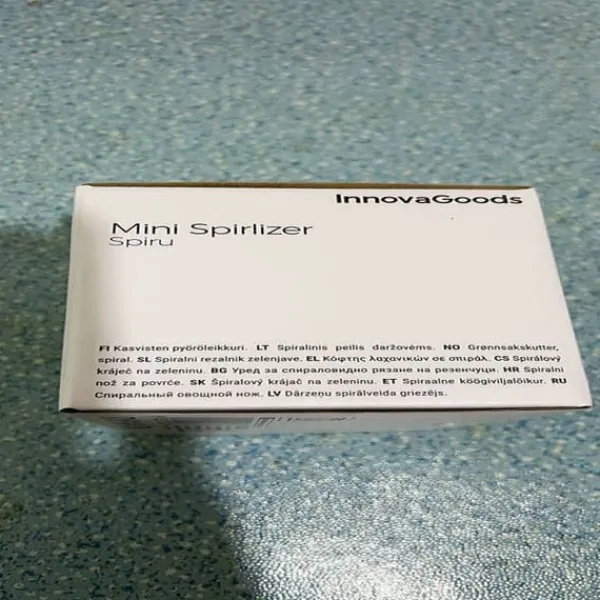 InnovaGoods
Mini Spirlizer
Spiru
FI Kasvisten pyöröleikkuri. LT Spiralinis peilis daržovėms. NO Grønnsakskutter,
spiral. SL Spiralni rezalnik zelenjave. EL Κόφτης λαχανικών σε σπιράλ. CS Spirálový
kráječ na zeleninu. BG Уред за спираловидно рязане на резенчуци. HR Spiralni
nož za povrće. SK Špirálový krájač na zeleninu. ET Spiraalne köögiviljalõikur. RU
Спиральный овощной нож. LV Dārzeņu spirālveida griezējs.